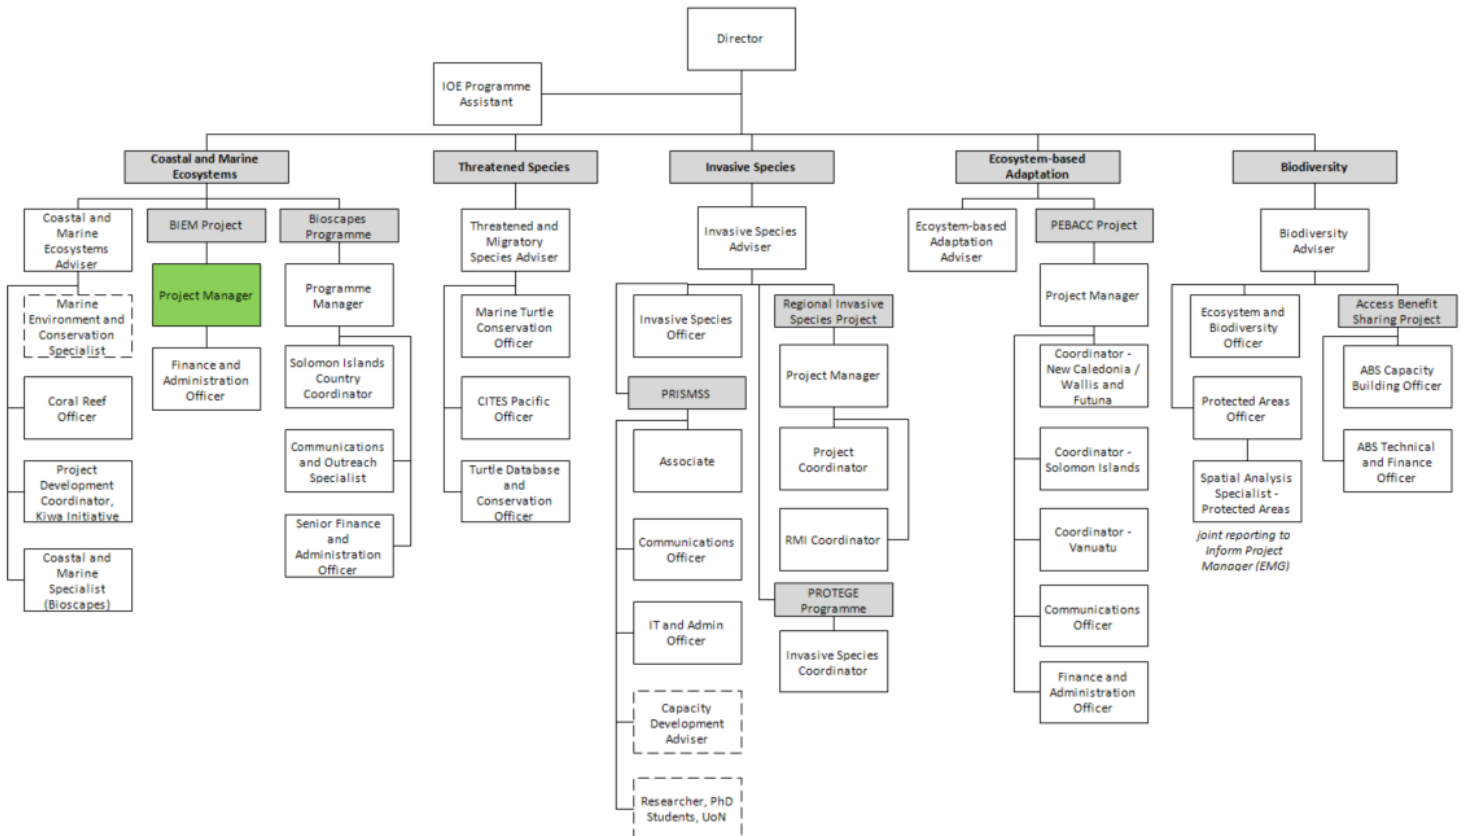 Director
IOE Programme
Assistant
Coastal and Marine
Ecosystems
Threatened Species
Invasive Species
Ecosystem-based
Adaptation
Biodiversity
Coastal and
Marine
Ecosystems
Adviser
BIEM Project
Bioscapes
Programme
Threatened and
Migratory
Species Adviser
Invasive Species
Adviser
Ecoystem-based
Adaptation
Adviser
PEBACC Project
Biodiversity
Adviser
Marine
Environment and
Conservation
Specialist
Project Manager
Programme
Manager
Marine Turtle
Conservation
Officer
Invasive Species
Officer
Regional Invasive
Species Project
Project Manager
Ecosystem and
Biodiversity
Officer
Access Benefit
Sharing Project
Coral Reef
Officer
Finance and
Administration
Officer
Solomon Islands
Country
Coordinator
CITES Pacific
Officer
PRISMSS
Project Manager
Coordinator -
New Caledonia /
Wallis and
Futuna
Protected Areas
Officer
ABS Capacity
Building Officer
Project
Development
Coordinator,
Kiwa Initiative
Communications
and Outreach
Specialist
Turtle Database
and
Conservation
Officer
Associate
Project
Coordinator
Coordinator -
Solomon Islands
Spatial Analysis
Specialist -
Protected Areas
ABS Technical
and Finance
Officer
Coastal and
Marine
Specialist
(Bioscapes)
Senior Finance
and
Administration
Officer
Communications
Officer
RMI Coordinator
Coordinator -
Vanuatu
joint reporting to
Inform Project
Manager (EMG)
IT and Admin
Officer
PROTEGE
Programme
Communications
Officer
Invasive Species
Coordinator
Capacity
Development
Adviser
Finance and
Administration
Officer
Researcher, PhD
Students, UoN